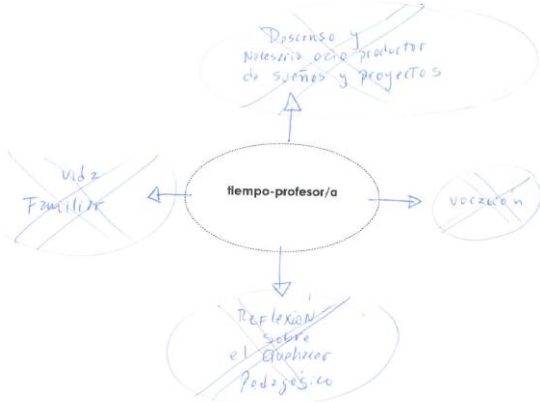 Descanso y
Necesario ocio productor
de sueños y proyectos
vida
Familiar
tiempo-profesor/a
vocación
Reflexión
sobre
el Quehacer
Pedagógico